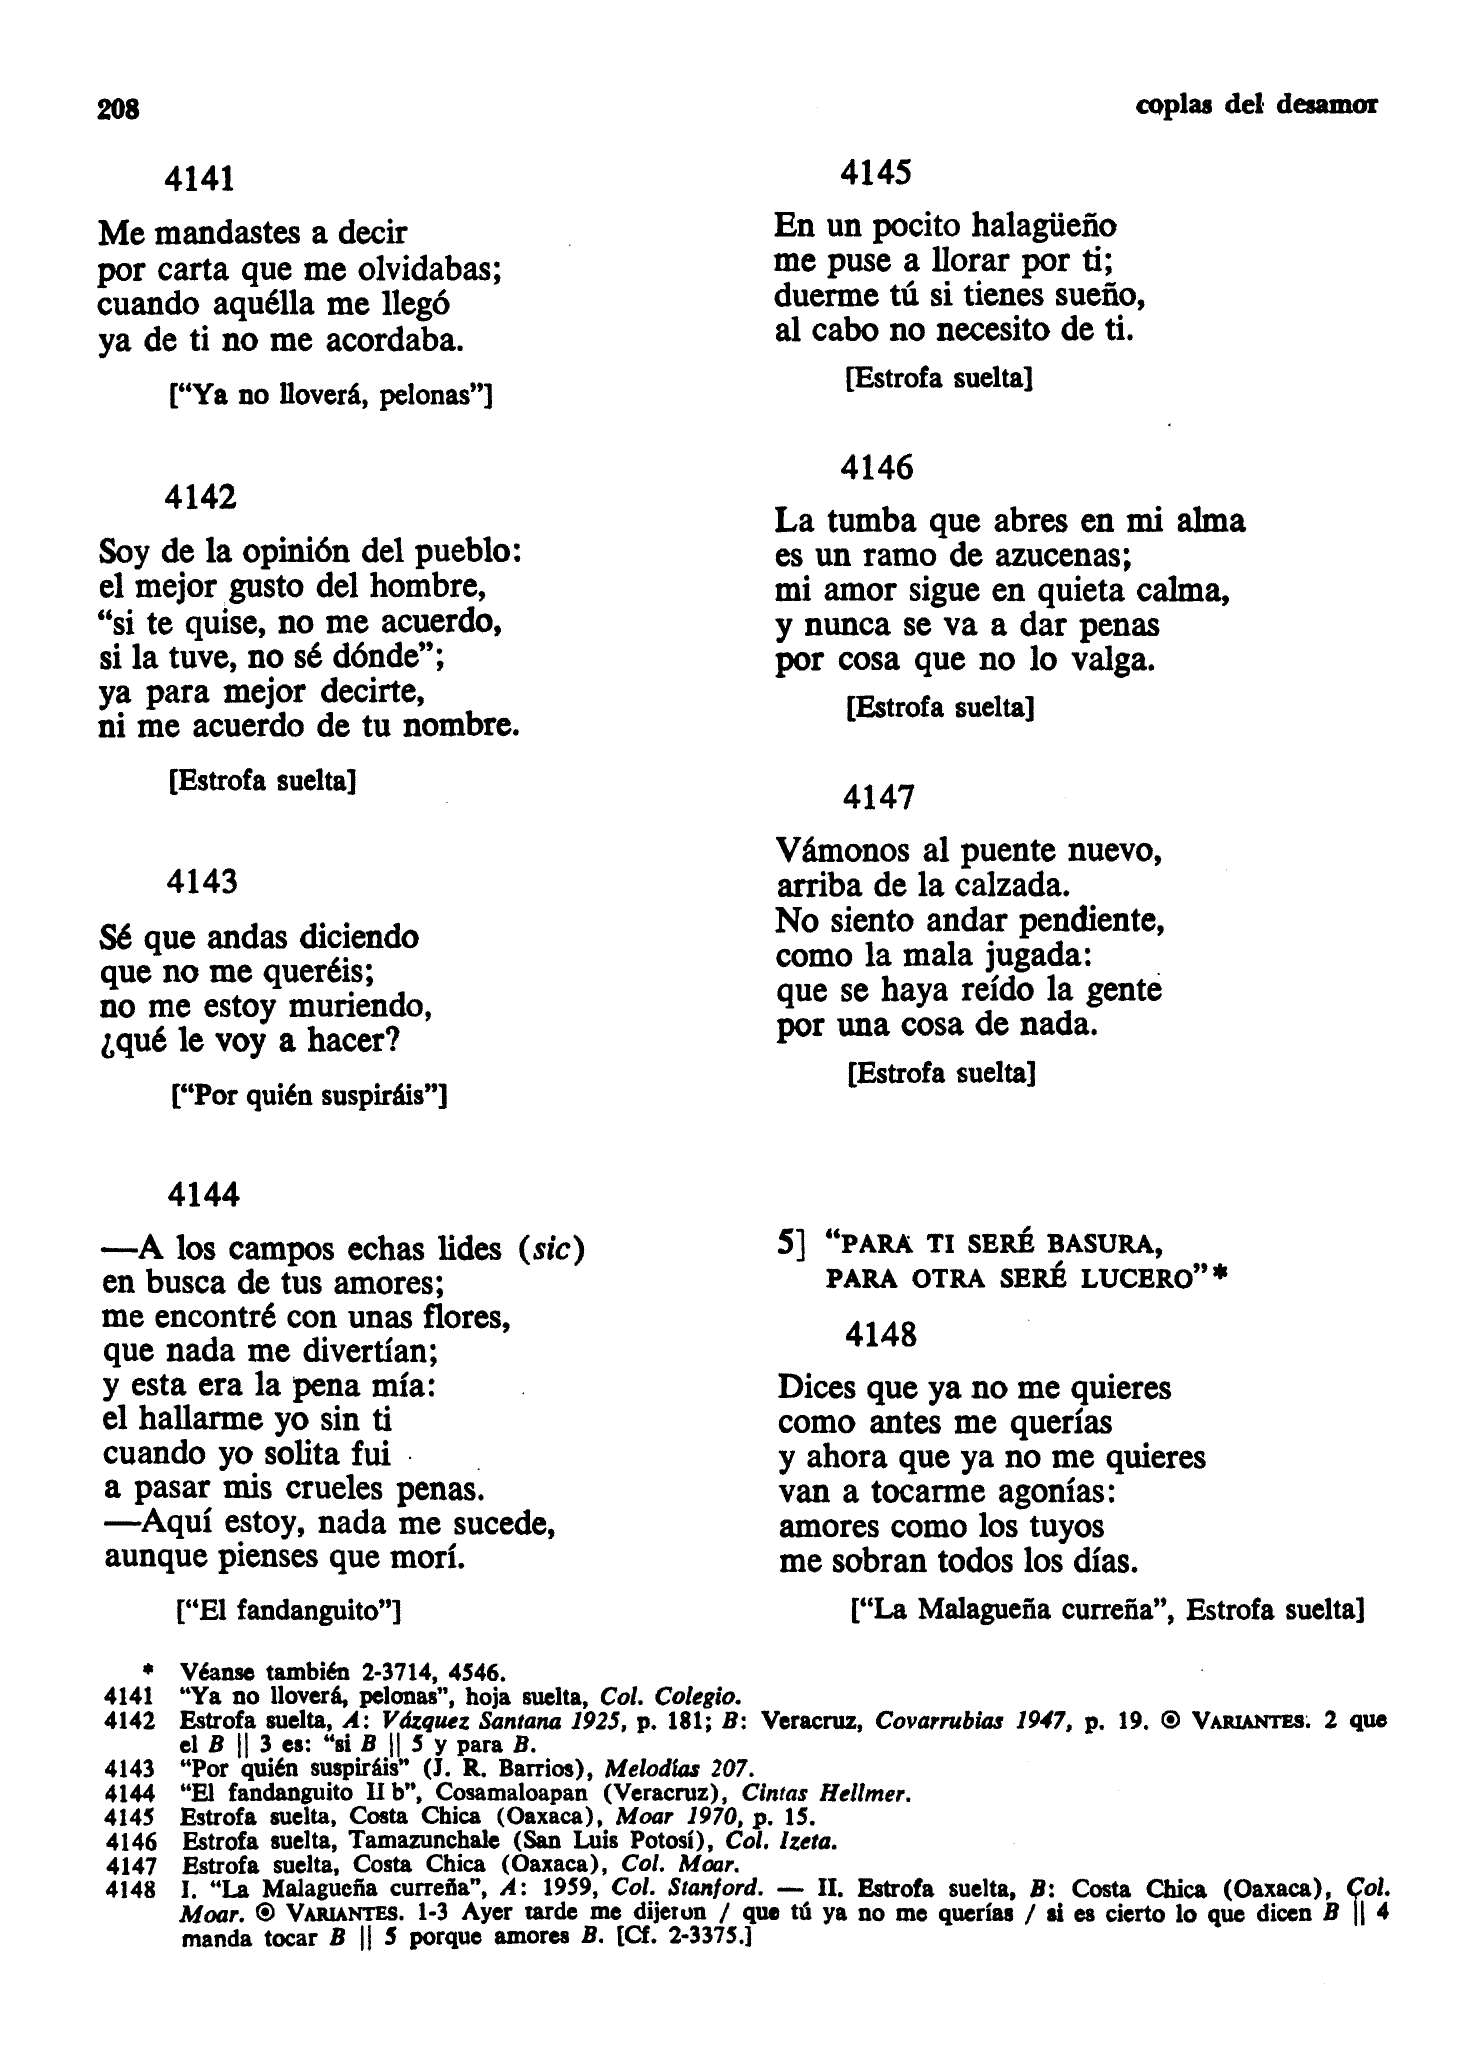 208
coplas del desamor
4141
Me mandastes a decir
por carta que me olvidabas;
cuando aquélla me llegó
ya de ti no me acordaba.
[“Ya no lloverá, pelonas”]
4142
Soy de la opinión del pueblo:
el mejor gusto del hombre,
“si te quise, no me acuerdo,
si la tuve, no sé dónde”;
ya para mejor decirte,
ni me acuerdo de tu nombre.
[Estrofa suelta]
4143
Sé que andas diciendo
que no me queréis;
no me estoy muriendo,
¿qué le voy a hacer?
[“Por quién suspiráis”]
4144
—A los campos echas lides (sic)
en busca de tus amores;
me encontré con unas flores,
que nada me divertían;
y esta era la pena mía:
el hallarme yo sin ti
cuando yo solita fui
a pasar mis crueles penas.
—Aquí estoy, nada me sucede,
aunque pienses que morí.
[“El fandanguito”]
4145
En un pocito halagüeño
me puse a llorar por ti;
duerme tú si tienes sueño,
al cabo no necesito de ti.
[Estrofa suelta]
4146
La tumba que abres en mi alma
es un ramo de azucenas;
mi amor sigue en quieta calma,
y nunca se va a dar penas
por cosa que no lo valga.
[Estrofa suelta]
4147
Vámonos al puente nuevo,
arriba de la calzada.
No siento andar pendiente,
como la mala jugada:
que se haya reído la gente
por una cosa de nada.
[Estrofa suelta]
5] “PARA TI SERÉ BASURA,
PARA OTRA SERÉ LUCERO”*
4148
Dices que ya no me quieres
como antes me querías
y ahora que ya no me quieres
van a tocarme agonías:
amores como los tuyos
me sobran todos los días.
[“La Malagueña curreña”, Estrofa suelta]
* Véanse también 2-3714, 4546.
4141 “Ya no lloverá, pelonas”, hoja suelta, Col. Colegio.
4142 Estrofa suelta, A: Vázquez Santana 1925, p. 181; B: Veracruz, Covarrubias 1947, p. 19. ⊙ VARIANTES. 2 que
el B || 3 es: “si B || 5 y para B.
4143 “Por quién suspiráis” (J. R. Barrios), Melodías 207.
4144 “El fandanguito II b”, Cosamaloapan (Veracruz), Cintas Hellmer.
4145 Estrofa suelta, Costa Chica (Oaxaca), Moar 1970, p. 15.
4146 Estrofa suelta, Tamazunchale (San Luis Potosí), Col. Izeta.
4147 Estrofa suelta, Costa Chica (Oaxaca), Col. Moar.
4148 I. “La Malagueña curreña”, A: 1959, Col. Stanford. — II. Estrofa suelta, B: Costa Chica (Oaxaca), Col.
Moar. ⊙ VARIANTES. 1-3 Ayer tarde me dijeron / que tú ya no me querías / si es cierto lo que dicen B || 4
manda tocar B || 5 porque amores B. [Cf. 2-3375.]